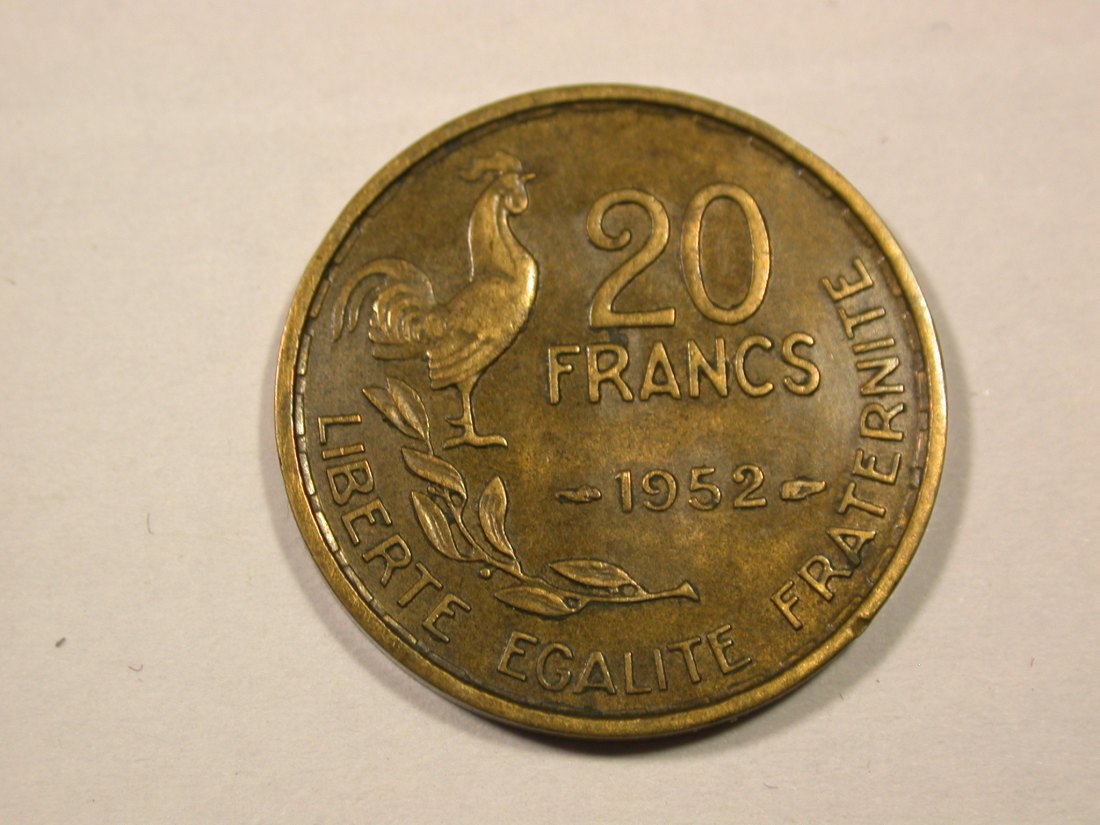 20
FRANCS
1952
LIBERTE EGALITE FRATERNITE